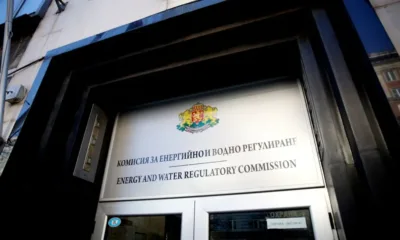 КОМИСИЯ ЗА ЕНЕРГИЙНО И ВОДНО РЕГУЛИРАНЕ
ENERGY AND WATER REGULATORY COMMISSION